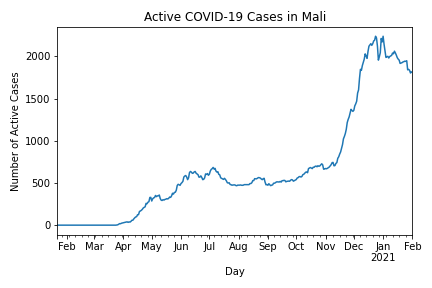 Active COVID-19 Cases in Mali
Number of Active Cases
2000
1500
1000
500
0
Feb Mar Apr May Jun Jul Aug Sep Oct Nov Dec Jan Feb
2021
Day